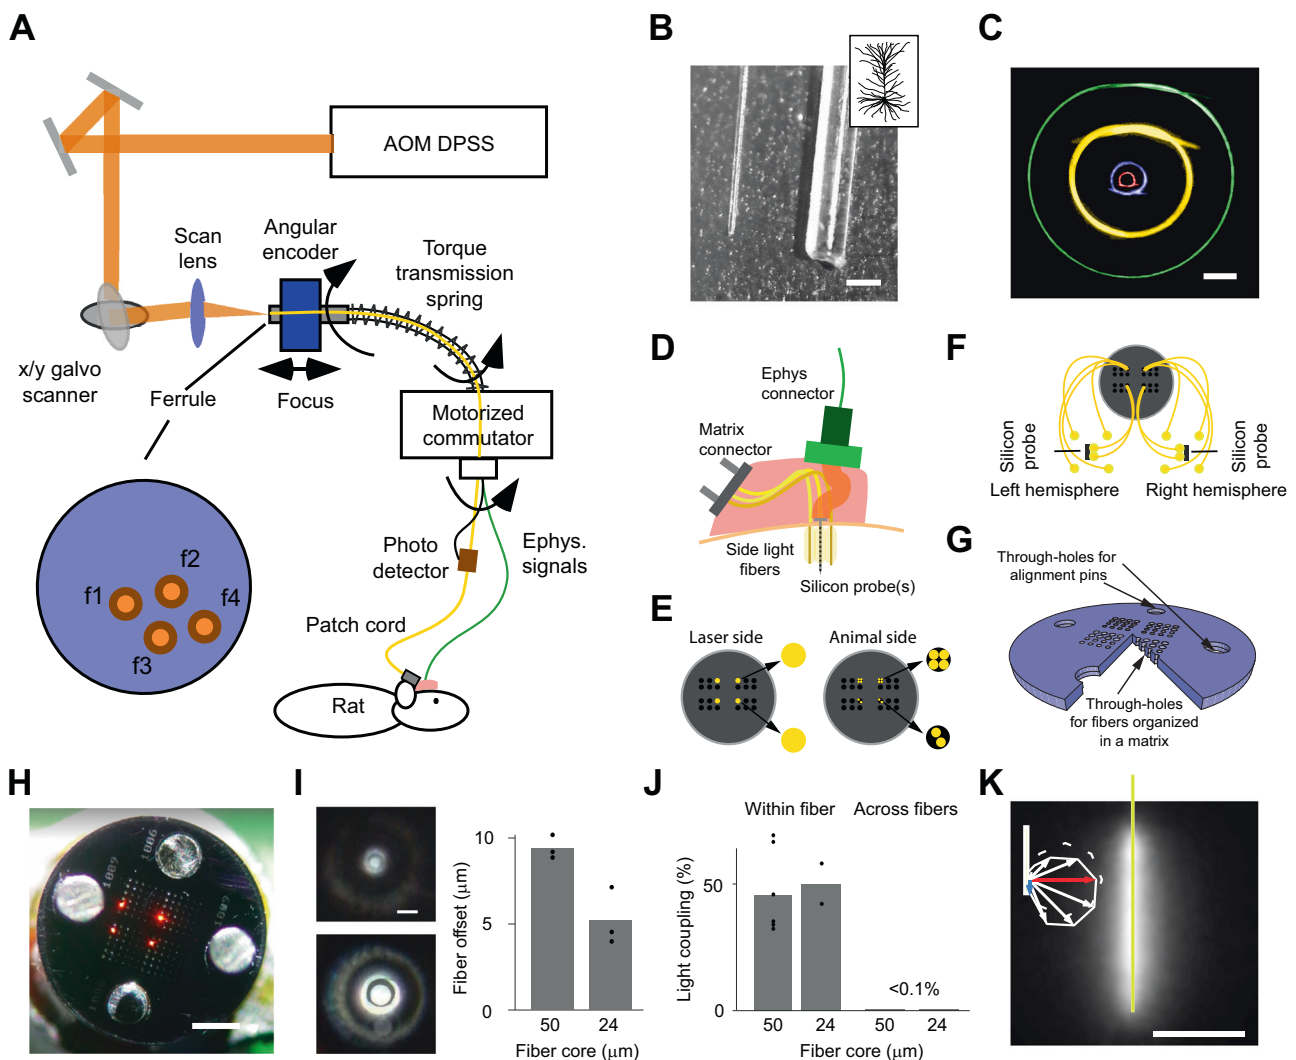 A
AOM DPSS
Scan
lens
Angular
encoder
Torque
transmission
spring
x/y galvo
scanner
Ferrule
Focus
Motorized
commutator
f1
f2
f3
f4
Photo
detector
Ephys.
signals
Patch cord
Rat
B
C
D
Ephys
connector
Matrix
connector
Side light
fibers
Silicon probe(s)
E
Laser side
Animal side
F
Silicon
probe
Silicon
probe
Left hemisphere
Right hemisphere
G
Through-holes for
alignment pins
Through-holes
for fibers organized
in a matrix
H
1006
1009
I
Fiber offset (μm)
10
5
0
50
24
Fiber core (μm)
J
Within fiber
Across fibers
Light coupling (%)
50
0
<0.1%
50
24
50
24
Fiber core (μm)
K